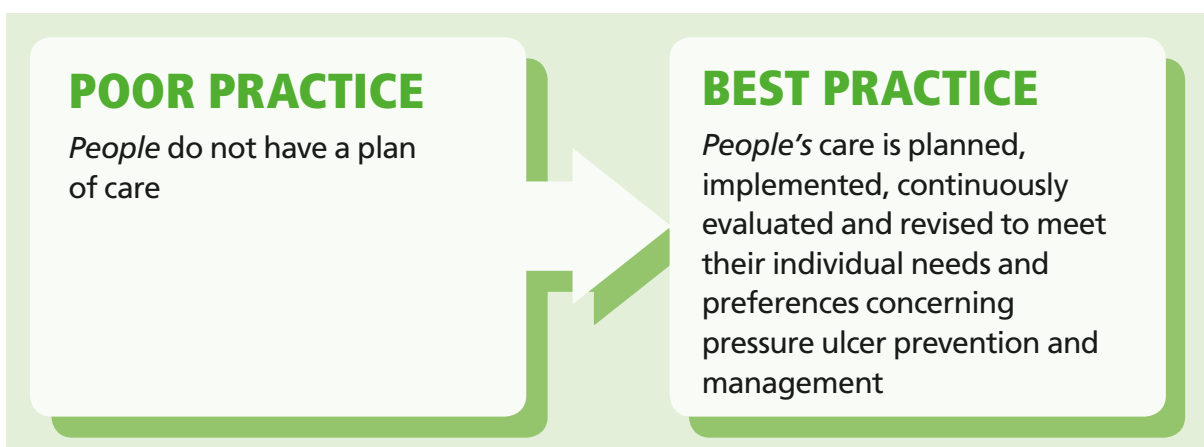 POOR PRACTICE
People do not have a plan
of care
BEST PRACTICE
People's care is planned,
implemented, continuously
evaluated and revised to meet
their individual needs and
preferences concerning
pressure ulcer prevention and
management